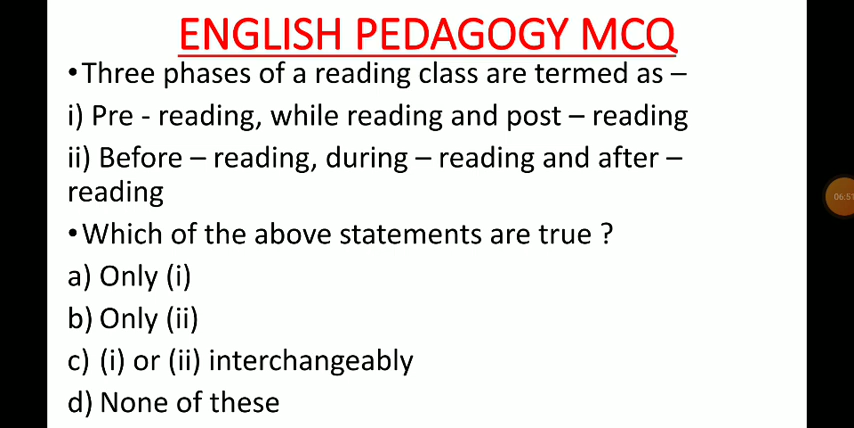 ENGLISH PEDAGOGY MCQ
•Three phases of a reading class are termed as –
i) Pre - reading, while reading and post – reading
ii) Before – reading, during – reading and after –
reading
•Which of the above statements are true ?
a) Only (i)
b) Only (ii)
c) (i) or (ii) interchangeably
d) None of these